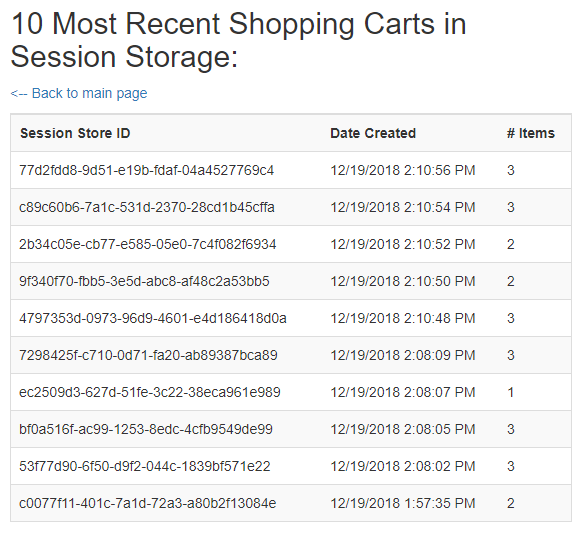 10 Most Recent Shopping Carts in
Session Storage:
<-- Back to main page
Session Store ID Date Created # Items
77d2fdd8-9d51-e19b-fdaf-04a4527769c4 12/19/2018 2:10:56 PM 3
c89c60b6-7a1c-531d-2370-28cd1b45cffa 12/19/2018 2:10:54 PM 3
2b34c05e-cb77-e585-05e0-7c4f082f6934 12/19/2018 2:10:52 PM 2
9f340f70-fbb5-3e5d-abc8-af48c2a53bb5 12/19/2018 2:10:50 PM 2
4797353d-0973-96d9-4601-e4d186418d0a 12/19/2018 2:10:48 PM 3
7298425f-c710-0d71-fa20-ab89387bca89 12/19/2018 2:08:09 PM 3
ec2509d3-627d-51fe-3c22-38eca961e989 12/19/2018 2:08:07 PM 1
bf0a516f-ac99-1253-8edc-4cfb9549de99 12/19/2018 2:08:05 PM 3
53f77d90-6f50-d9f2-044c-1839bf571e22 12/19/2018 2:08:02 PM 3
c0077f11-401c-7a1d-72a3-a80b2f13084e 12/19/2018 1:57:35 PM 2